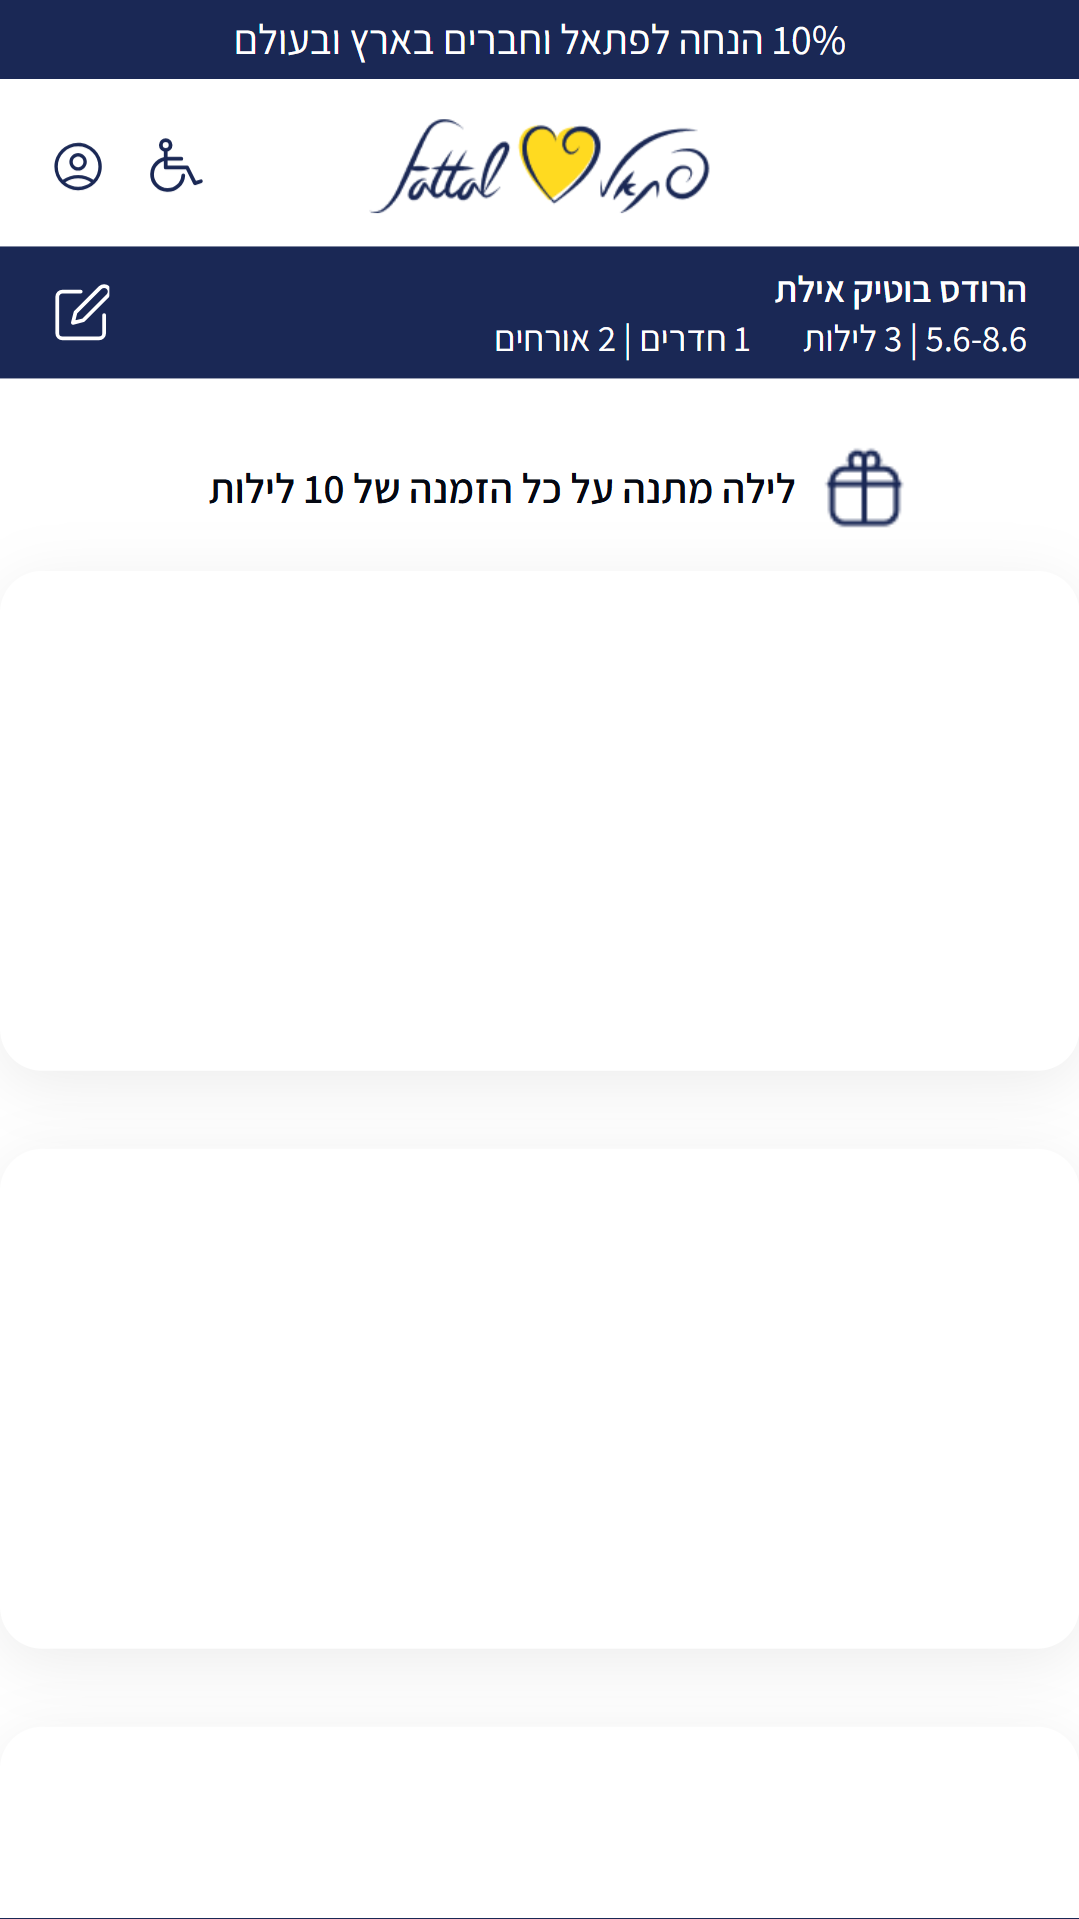 10% הנחה לפתאל וחברים בארץ ובעולם
פתאל Fattal
הרודס בוטיק אילת
5.6-8.6 | 3 לילות 1 חדרים | 2 אורחים
לילה מתנה על כל הזמנה של 10 לילות